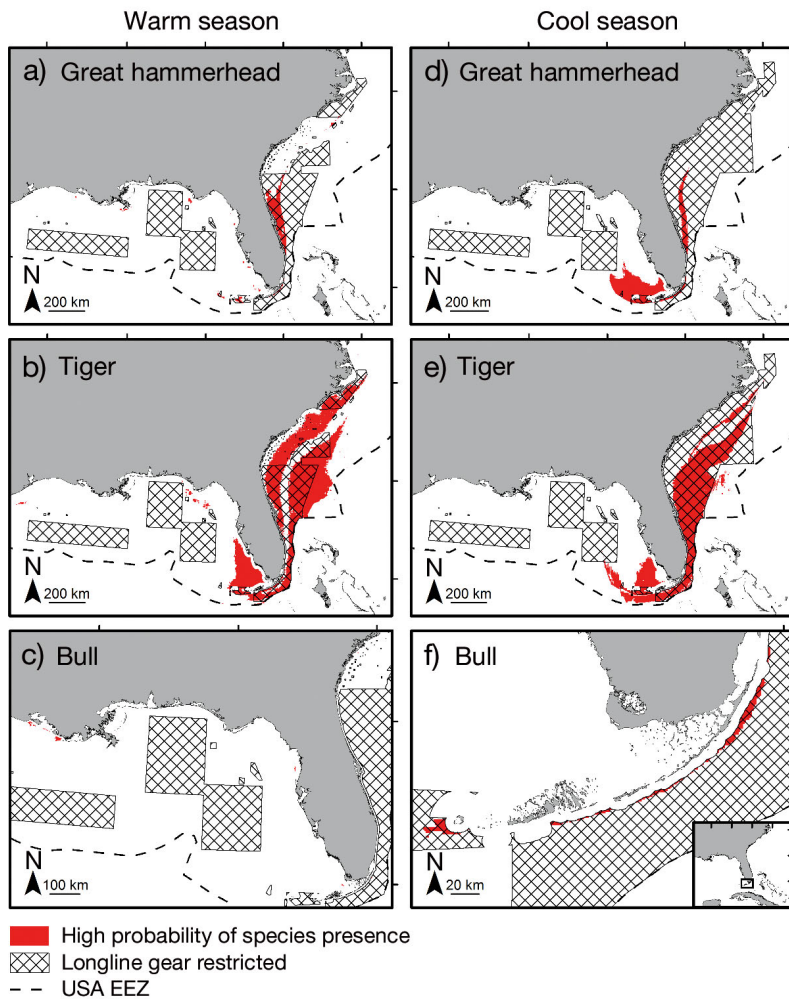 Warm season
Cool season
a) Great hammerhead
N
200 km
d) Great hammerhead
N
200 km
b) Tiger
N
200 km
e) Tiger
N
200 km
c) Bull
N
100 km
f) Bull
N
20 km
High probability of species presence
Longline gear restricted
USA EEZ